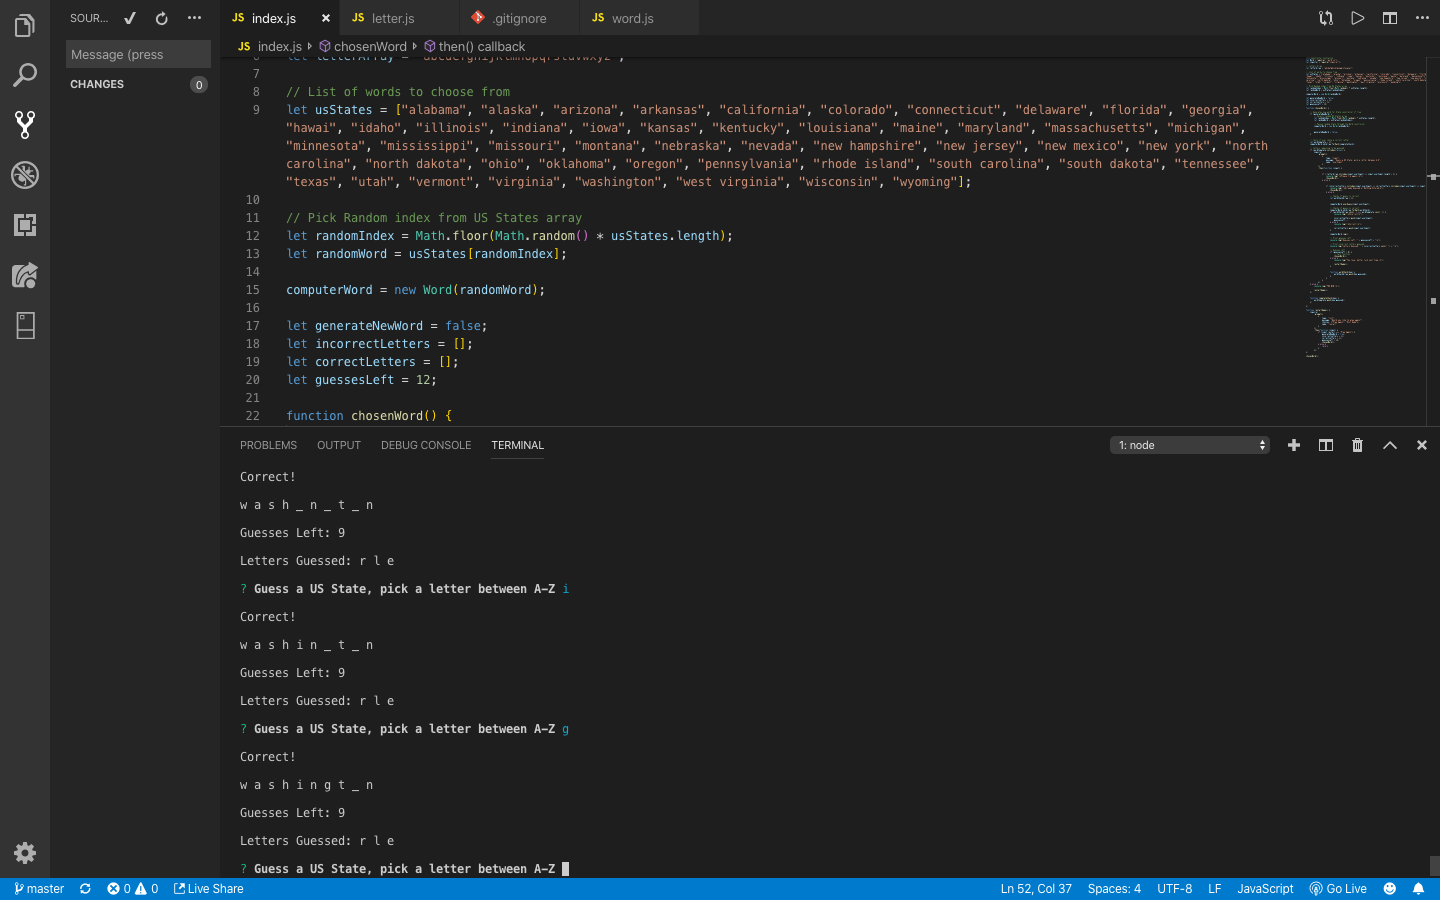 SOUR...
index.js
letter.js
.gitignore
word.js
Message (press
CHANGES
0
index.js
chosenWord
then() callback
6 let letterArray = "abcdefghijklmnopqrstuvwxyz";
7
8 // List of words to choose from
9 let usStates = ["alabama", "alaska", "arizona", "arkansas", "california", "colorado", "connecticut", "delaware", "florida", "georgia",
"hawai", "idaho", "illinois", "indiana", "iowa", "kansas", "kentucky", "louisiana", "maine", "maryland", "massachusetts", "michigan",
"minnesota", "mississippi", "missouri", "montana", "nebraska", "nevada", "new hampshire", "new jersey", "new mexico", "new york", "north
carolina", "north dakota", "ohio", "oklahoma", "oregon", "pennsylvania", "rhode island", "south carolina", "south dakota", "tennessee",
"texas", "utah", "vermont", "virginia", "washington", "west virginia", "wisconsin", "wyoming"];
10
11 // Pick Random index from US States array
12 let randomIndex = Math.floor(Math.random() * usStates.length);
13 let randomWord = usStates[randomIndex];
14
15 computerWord = new Word(randomWord);
16
17 let generateNewWord = false;
18 let incorrectLetters = [];
19 let correctLetters = [];
20 let guessesLeft = 12;
21
22 function chosenWord() {
PROBLEMS
OUTPUT
DEBUG CONSOLE
TERMINAL
1: node
Correct!
w a s h _ n _ t _ n
Guesses Left: 9
Letters Guessed: r l e
? Guess a US State, pick a letter between A-Z i
Correct!
w a s h i n _ t _ n
Guesses Left: 9
Letters Guessed: r l e
? Guess a US State, pick a letter between A-Z g
Correct!
w a s h i n g t _ n
Guesses Left: 9
Letters Guessed: r l e
? Guess a US State, pick a letter between A-Z
master
0
0
Live Share
Ln 52, Col 37
Spaces: 4
UTF-8
LF
JavaScript
Go Live